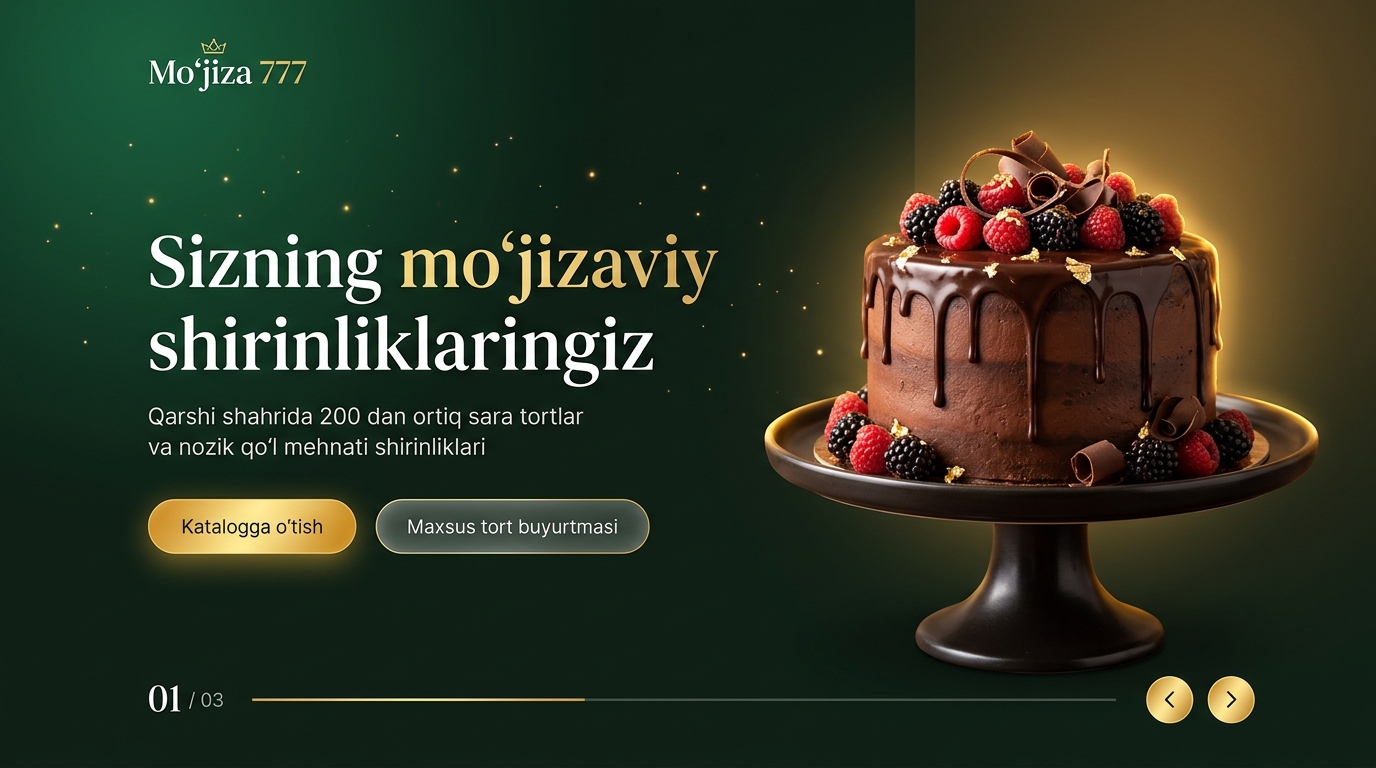 Mo‘jiza 777
Sizning mo‘jizaviy
shirinliklaringiz
Qarshi shahrida 200 dan ortiq sara tortlar
va nozik qo‘l mehnati shirinliklari
Katalogga o'tish
Maxsus tort buyurtmasi
01 / 03